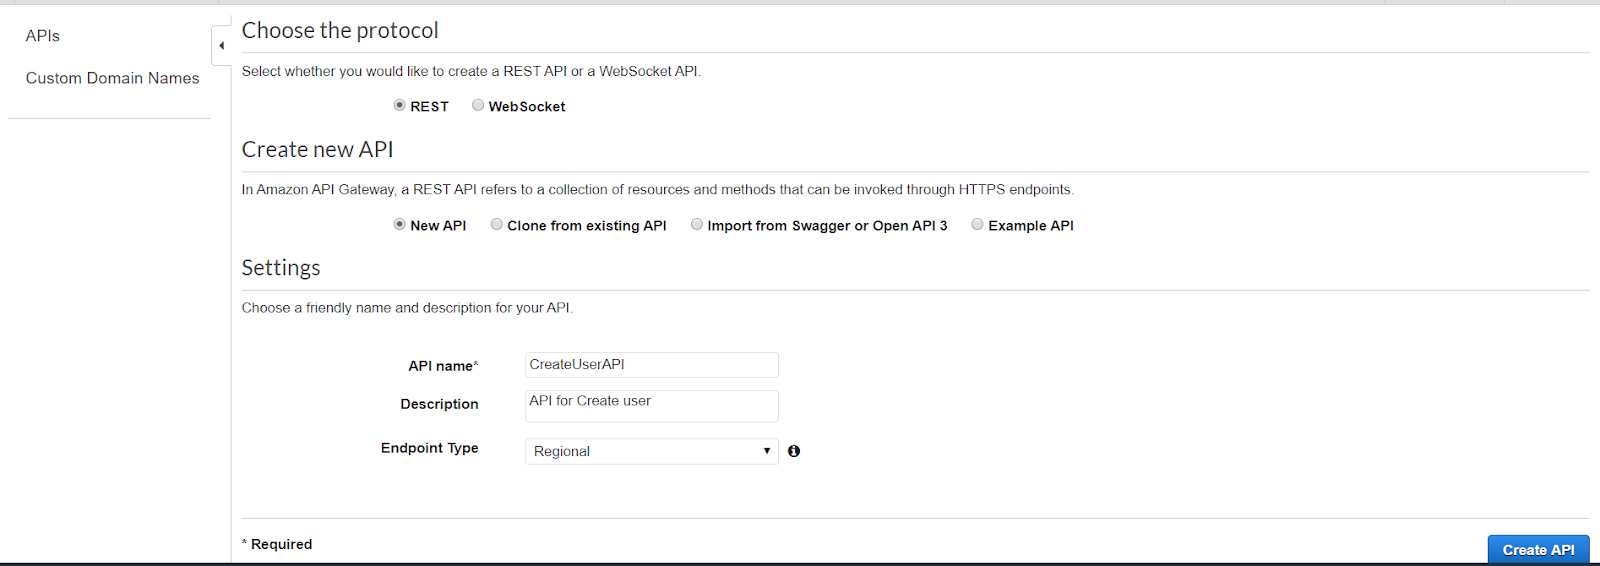 APIs
Custom Domain Names
Choose the protocol
Select whether you would like to create a REST API or a WebSocket API.
REST WebSocket
Create new API
In Amazon API Gateway, a REST API refers to a collection of resources and methods that can be invoked through HTTPS endpoints.
New API Clone from existing API Import from Swagger or Open API 3 Example API
Settings
Choose a friendly name and description for your API.
API name* CreateUserAPI
Description API for Create user
Endpoint Type Regional
* Required
Create API